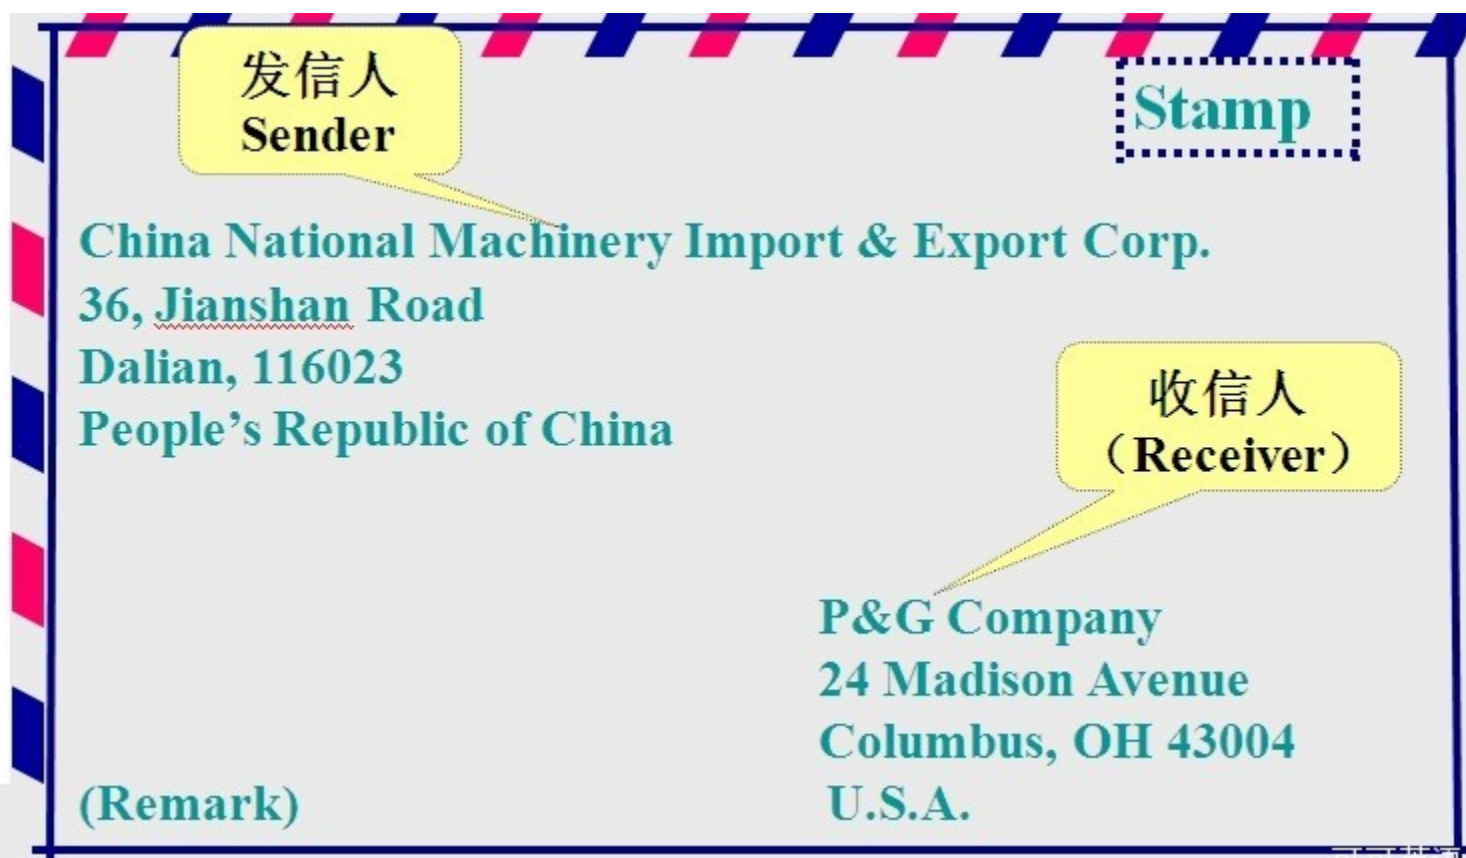 发信人
Sender
Stamp
China National Machinery Import & Export Corp.
36, Jianshan Road
Dalian, 116023
People’s Republic of China
收信人
（Receiver）
P&G Company
24 Madison Avenue
Columbus, OH 43004
U.S.A.
(Remark)